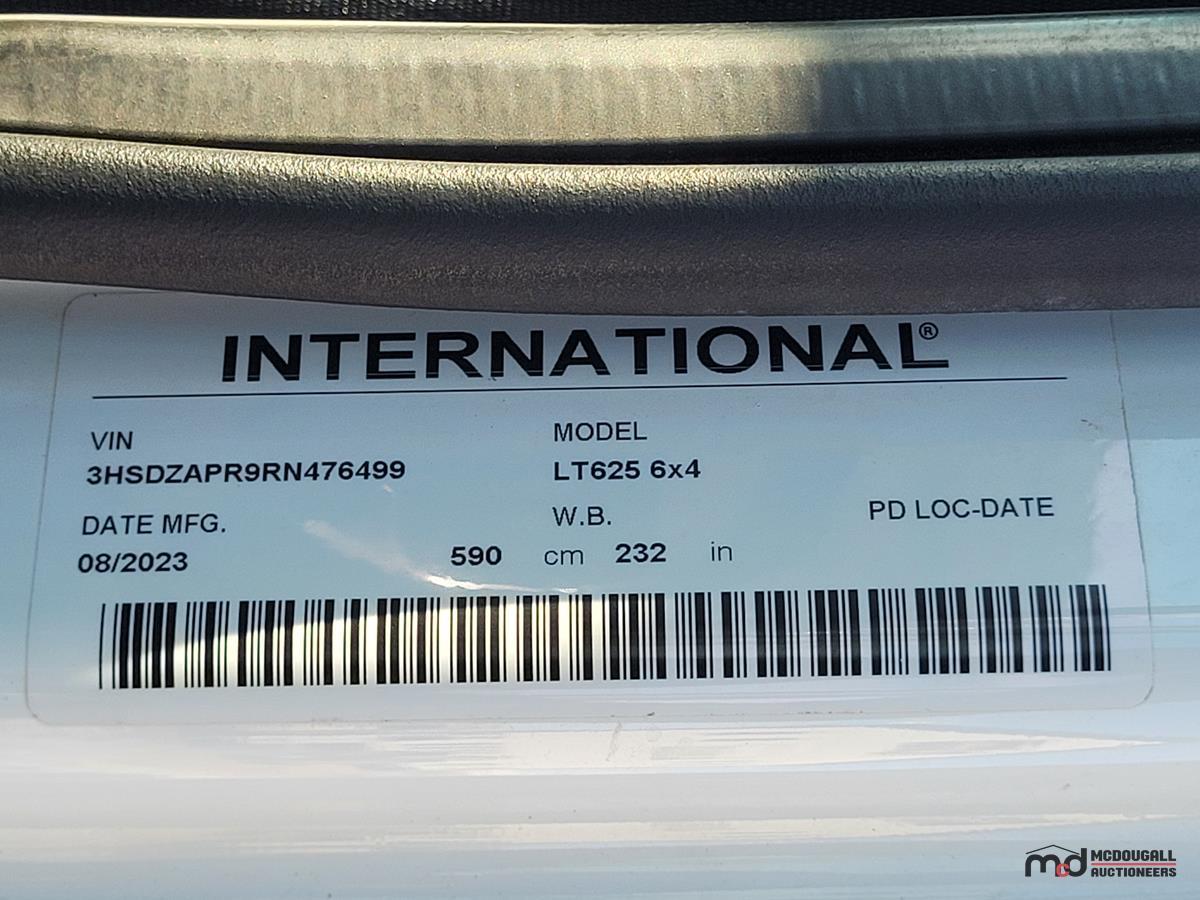 INTERNATIONAL®
VIN
3HSDZAPR9RN476499
MODEL
LT625 6x4
DATE MFG.
08/2023
W.B.
590 cm 232 in
PD LOC-DATE
mcd MCDOUGALL
AUCTIONEERS